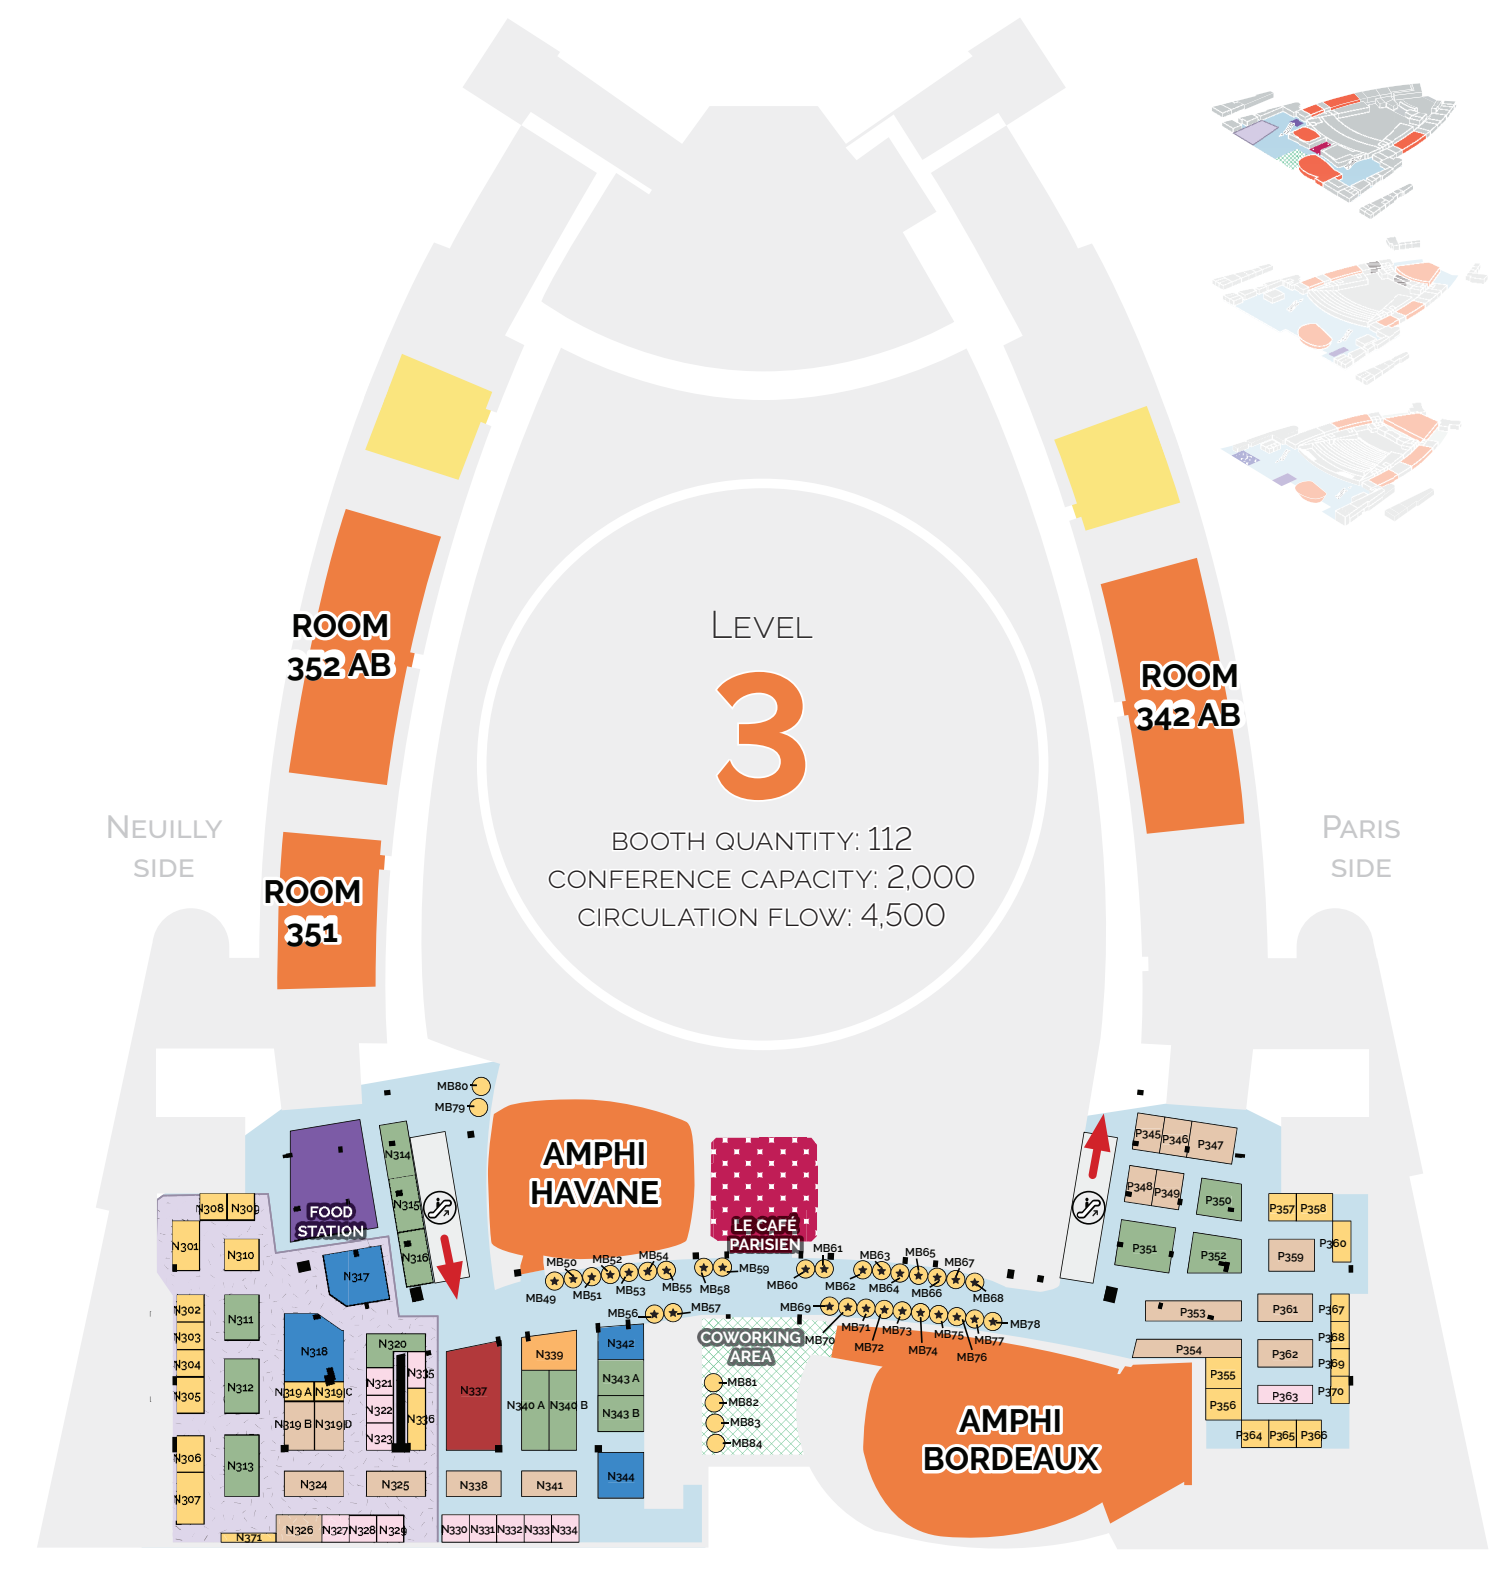 LEVEL
3
BOOTH QUANTITY: 112
CONFERENCE CAPACITY: 2,000
CIRCULATION FLOW: 4,500
ROOM
352 AB
ROOM
342 AB
NEUILLY
SIDE
PARIS
SIDE
ROOM
351
MB80
MB79
AMPHI
HAVANE
LE CAFÉ
PARISIEN
FOOD
STATION
N314
N315
N316
N308
N309
N301
N310
N317
N302
N303
N304
N305
N306
N307
N311
N312
N313
N318
N319 A
N319 C
N319 B
N319 D
N320
N321
N322
N323
N335
N336
N324
N325
N371
N326
N327
N328
N329
N337
N338
N339
N340 A
N340 B
N341
N342
N343 A
N343 B
N344
N330
N331
N332
N333
N334
MB49
MB50
MB51
MB52
MB53
MB54
MB55
MB56
MB57
MB58
MB59
MB60
MB61
MB62
MB63
MB64
MB65
MB66
MB67
MB68
MB69
MB70
MB71
MB72
MB73
MB74
MB75
MB76
MB77
MB78
COWORKING
AREA
MB81
MB82
MB83
MB84
AMPHI
BORDEAUX
P345
P346
P347
P348
P349
P350
P351
P352
P353
P354
P355
P356
P357
P358
P359
P360
P361
P362
P363
P367
P368
P369
P370
P364
P365
P366